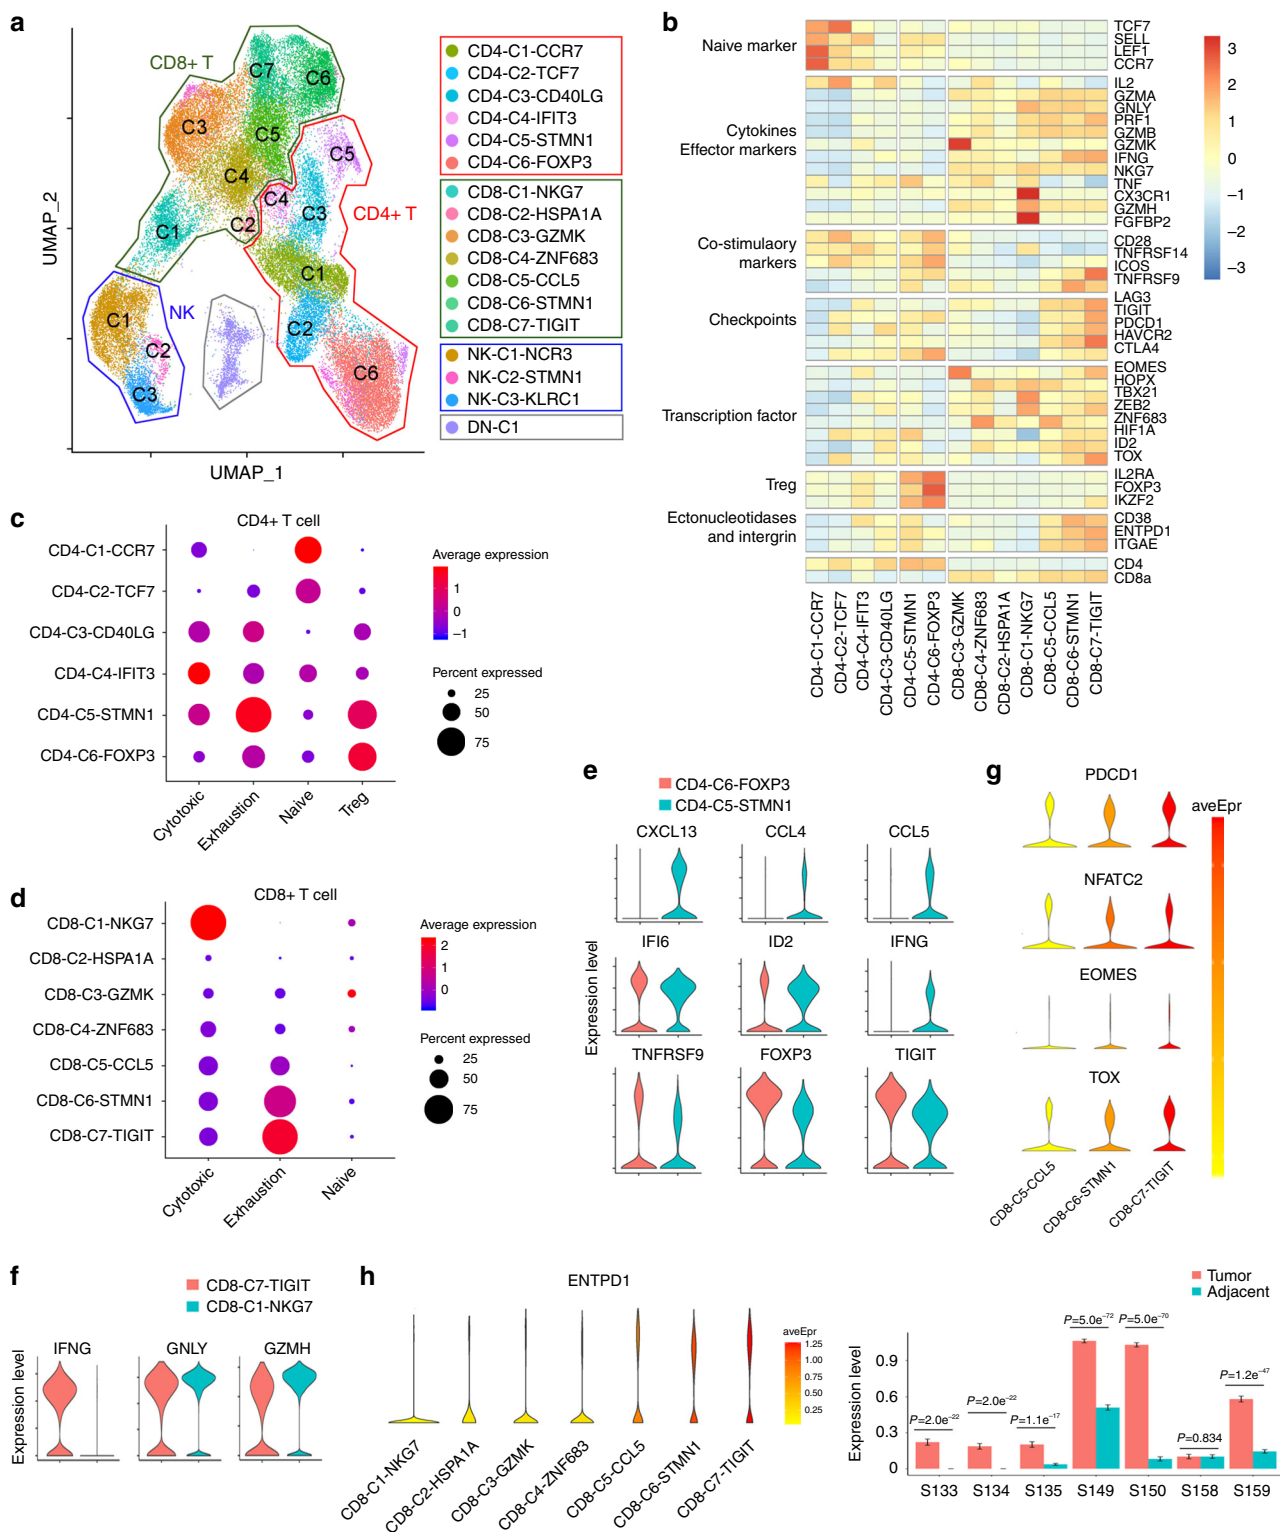 a
UMAP_2
UMAP_1
CD8+ T
CD4+ T
NK
C7
C6
C3
C5
C4
C2
C1
C5
C4
C3
C1
C2
C6
C1
C2
C3
CD4-C1-CCR7
CD4-C2-TCF7
CD4-C3-CD40LG
CD4-C4-IFIT3
CD4-C5-STMN1
CD4-C6-FOXP3
CD8-C1-NKG7
CD8-C2-HSPA1A
CD8-C3-GZMK
CD8-C4-ZNF683
CD8-C5-CCL5
CD8-C6-STMN1
CD8-C7-TIGIT
NK-C1-NCR3
NK-C2-STMN1
NK-C3-KLRC1
DN-C1
b
Naive marker
Cytokines
Effector markers
Co-stimulaory
markers
Checkpoints
Transcription factor
Treg
Ectonucleotidases
and intergrin
TCF7
SELL
LEF1
CCR7
IL2
GZMA
GNLY
PRF1
GZMB
GZMK
IFNG
NKG7
TNF
CX3CR1
GZMH
FGFBP2
CD28
TNFRSF14
ICOS
TNFRSF9
LAG3
TIGIT
PDCD1
HAVCR2
CTLA4
EOMES
HOPX
TBX21
ZEB2
ZNF683
HIF1A
ID2
TOX
IL2RA
FOXP3
IKZF2
CD38
ENTPD1
ITGAE
CD4
CD8a
CD4-C1-CCR7
CD4-C2-TCF7
CD4-C4-IFIT3
CD4-C3-CD40LG
CD4-C5-STMN1
CD4-C6-FOXP3
CD8-C3-GZMK
CD8-C4-ZNF683
CD8-C2-HSPA1A
CD8-C1-NKG7
CD8-C5-CCL5
CD8-C6-STMN1
CD8-C7-TIGIT
3
2
1
0
−1
−2
−3
c
CD4+ T cell
CD4-C1-CCR7
CD4-C2-TCF7
CD4-C3-CD40LG
CD4-C4-IFIT3
CD4-C5-STMN1
CD4-C6-FOXP3
Cytotoxic
Exhaustion
Naive
Treg
Average expression
1
0
−1
Percent expressed
25
50
75
d
CD8+ T cell
CD8-C1-NKG7
CD8-C2-HSPA1A
CD8-C3-GZMK
CD8-C4-ZNF683
CD8-C5-CCL5
CD8-C6-STMN1
CD8-C7-TIGIT
Cytotoxic
Exhaustion
Naive
Average expression
2
1
0
Percent expressed
25
50
75
e
CD4-C6-FOXP3
CD4-C5-STMN1
Expression level
CXCL13 CCL4 CCL5
IFI6 ID2 IFNG
TNFRSF9 FOXP3 TIGIT
g
PDCD1
NFATC2
EOMES
TOX
CD8-C5-CCL5
CD8-C6-STMN1
CD8-C7-TIGIT
aveEpr
f
CD8-C7-TIGIT
CD8-C1-NKG7
Expression level
IFNG GNLY GZMH
h
ENTPD1
CD8-C1-NKG7
CD8-C2-HSPA1A
CD8-C3-GZMK
CD8-C4-ZNF683
CD8-C5-CCL5
CD8-C6-STMN1
CD8-C7-TIGIT
aveEpr
1.25
1.00
0.75
0.50
0.25
Tumor
Adjacent
Expression level
0.9
0.6
0.3
0
P=2.0e−22
P=2.0e−22
P=1.1e−17
P=5.0e−72
P=5.0e−70
P=0.834
P=1.2e−47
S133 S134 S135 S149 S150 S158 S159